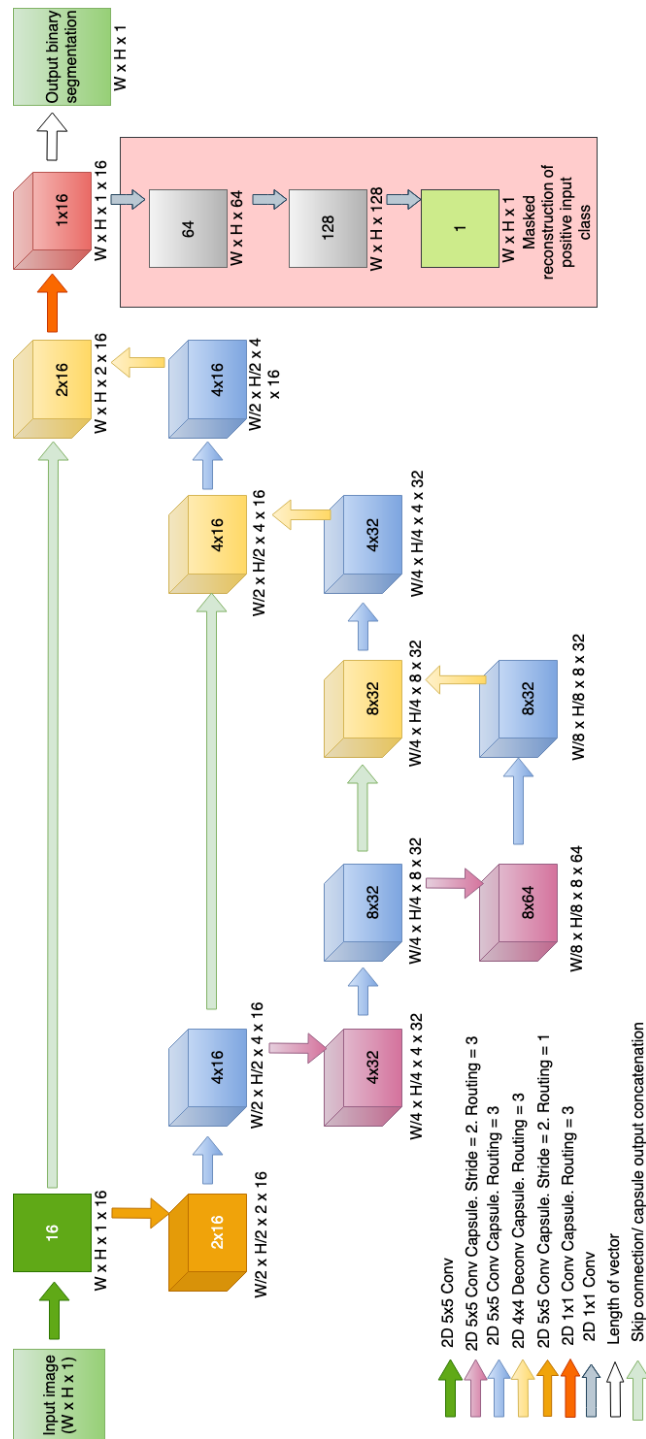 Input image
(W x H x 1)
16
W x H x 1 x 16
2x16
W x H x 2 x 16
1x16
W x H x 1 x 16
Output binary
segmentation
W x H x 1
2x16
W/2 x H/2 x 2 x 16
4x16
W/2 x H/2 x 4 x 16
4x16
W/2 x H/2 x 4 x 16
4x16
W/2 x H/2 x 4
x 16
64
W x H x 64
128
W x H x 128
1
W x H x 1
Masked
reconstruction of
positive input
class
4x32
W/4 x H/4 x 4 x 32
8x32
W/4 x H/4 x 8 x 32
8x32
W/4 x H/4 x 8 x 32
4x32
W/4 x H/4 x 4 x 32
8x64
W/8 x H/8 x 8 x 64
8x32
W/8 x H/8 x 8 x 32
2D 5x5 Conv
2D 5x5 Conv Capsule. Stride = 2. Routing = 3
2D 5x5 Conv Capsule. Routing = 3
2D 4x4 Deconv Capsule. Routing = 3
2D 5x5 Conv Capsule. Stride = 2. Routing = 1
2D 1x1 Conv Capsule. Routing = 3
2D 1x1 Conv
Length of vector
Skip connection/ capsule output concatenation